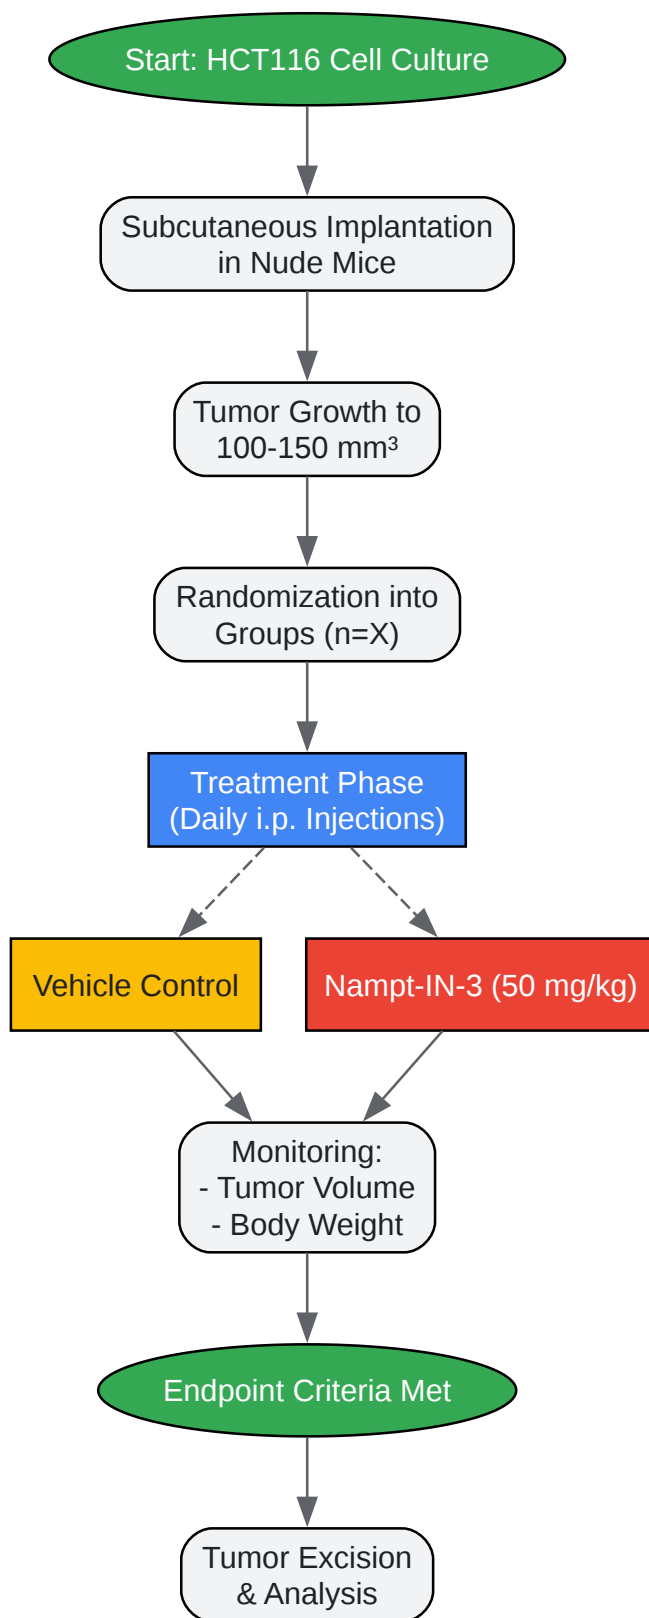 Start: HCT116 Cell Culture
Subcutaneous Implantation
in Nude Mice
Tumor Growth to
100-150 mm³
Randomization into
Groups (n=X)
Treatment Phase
(Daily i.p. Injections)
Vehicle Control
Nampt-IN-3 (50 mg/kg)
Monitoring:
- Tumor Volume
- Body Weight
Endpoint Criteria Met
Tumor Excision
& Analysis